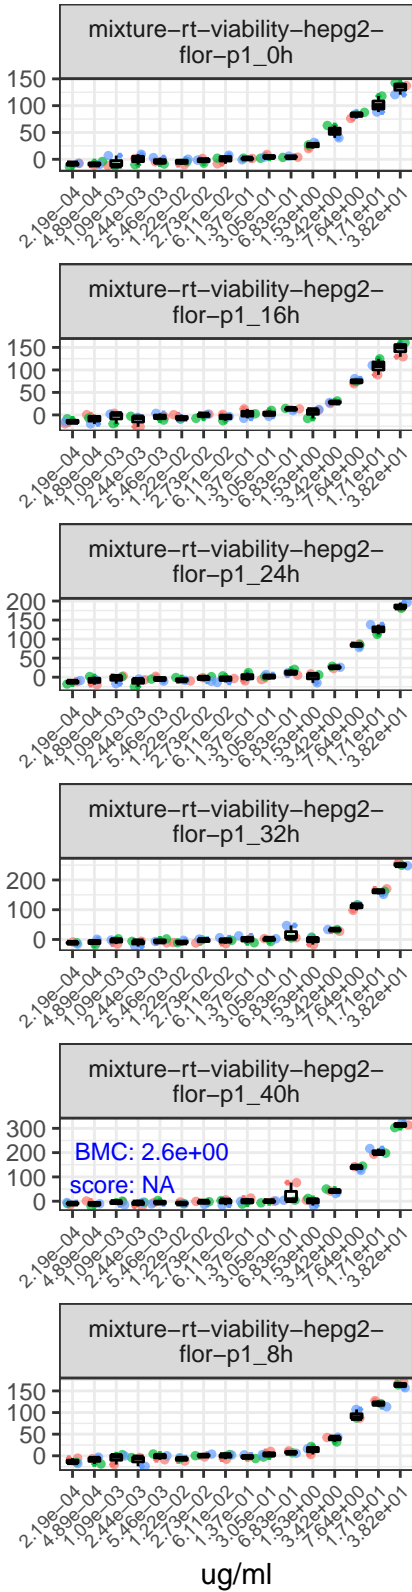 mixture−rt−viability−hepg2−
flor−p1_0h
150
100
50
0
2.19e−04
4.89e−04
1.09e−03
2.44e−03
5.46e−03
1.22e−02
2.73e−02
6.11e−02
1.37e−01
3.05e−01
6.83e−01
1.53e+00
3.42e+00
7.64e+00
1.71e+01
3.82e+01
mixture−rt−viability−hepg2−
flor−p1_16h
150
100
50
0
2.19e−04
4.89e−04
1.09e−03
2.44e−03
5.46e−03
1.22e−02
2.73e−02
6.11e−02
1.37e−01
3.05e−01
6.83e−01
1.53e+00
3.42e+00
7.64e+00
1.71e+01
3.82e+01
mixture−rt−viability−hepg2−
flor−p1_24h
200
150
100
50
0
2.19e−04
4.89e−04
1.09e−03
2.44e−03
5.46e−03
1.22e−02
2.73e−02
6.11e−02
1.37e−01
3.05e−01
6.83e−01
1.53e+00
3.42e+00
7.64e+00
1.71e+01
3.82e+01
mixture−rt−viability−hepg2−
flor−p1_32h
200
100
0
2.19e−04
4.89e−04
1.09e−03
2.44e−03
5.46e−03
1.22e−02
2.73e−02
6.11e−02
1.37e−01
3.05e−01
6.83e−01
1.53e+00
3.42e+00
7.64e+00
1.71e+01
3.82e+01
mixture−rt−viability−hepg2−
flor−p1_40h
300
200
100
0
BMC: 2.6e+00
score: NA
2.19e−04
4.89e−04
1.09e−03
2.44e−03
5.46e−03
1.22e−02
2.73e−02
6.11e−02
1.37e−01
3.05e−01
6.83e−01
1.53e+00
3.42e+00
7.64e+00
1.71e+01
3.82e+01
mixture−rt−viability−hepg2−
flor−p1_8h
150
100
50
0
2.19e−04
4.89e−04
1.09e−03
2.44e−03
5.46e−03
1.22e−02
2.73e−02
6.11e−02
1.37e−01
3.05e−01
6.83e−01
1.53e+00
3.42e+00
7.64e+00
1.71e+01
3.82e+01
ug/ml